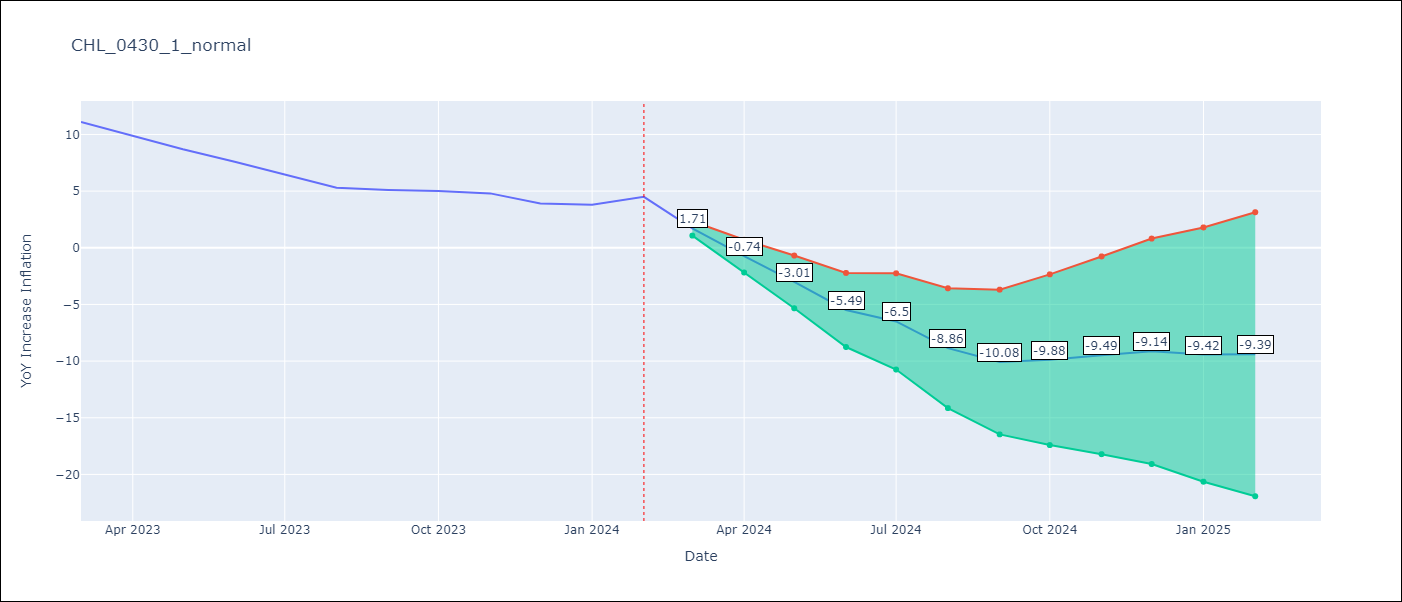 CHL_0430_1_normal
YoY Increase Inflation
10
5
0
−5
−10
−15
−20
1.71
-0.74
-3.01
-5.49
-6.5
-8.86
-10.08
-9.88
-9.49
-9.14
-9.42
-9.39
Apr 2023
Jul 2023
Oct 2023
Jan 2024
Apr 2024
Jul 2024
Oct 2024
Jan 2025
Date